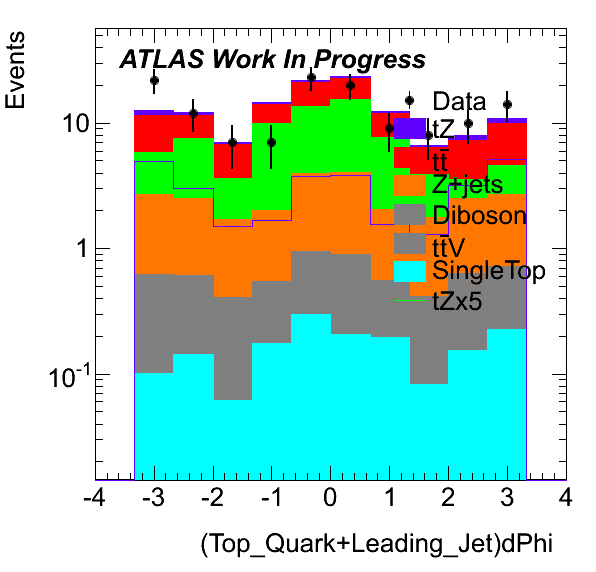 Events
ATLAS Work In Progress
Data
tZ
tt̅
Z+jets
Diboson
tt̅V
SingleTop
tZx5
10
1
10⁻¹
-4 -3 -2 -1 0 1 2 3 4
(Top_Quark+Leading_Jet)dPhi